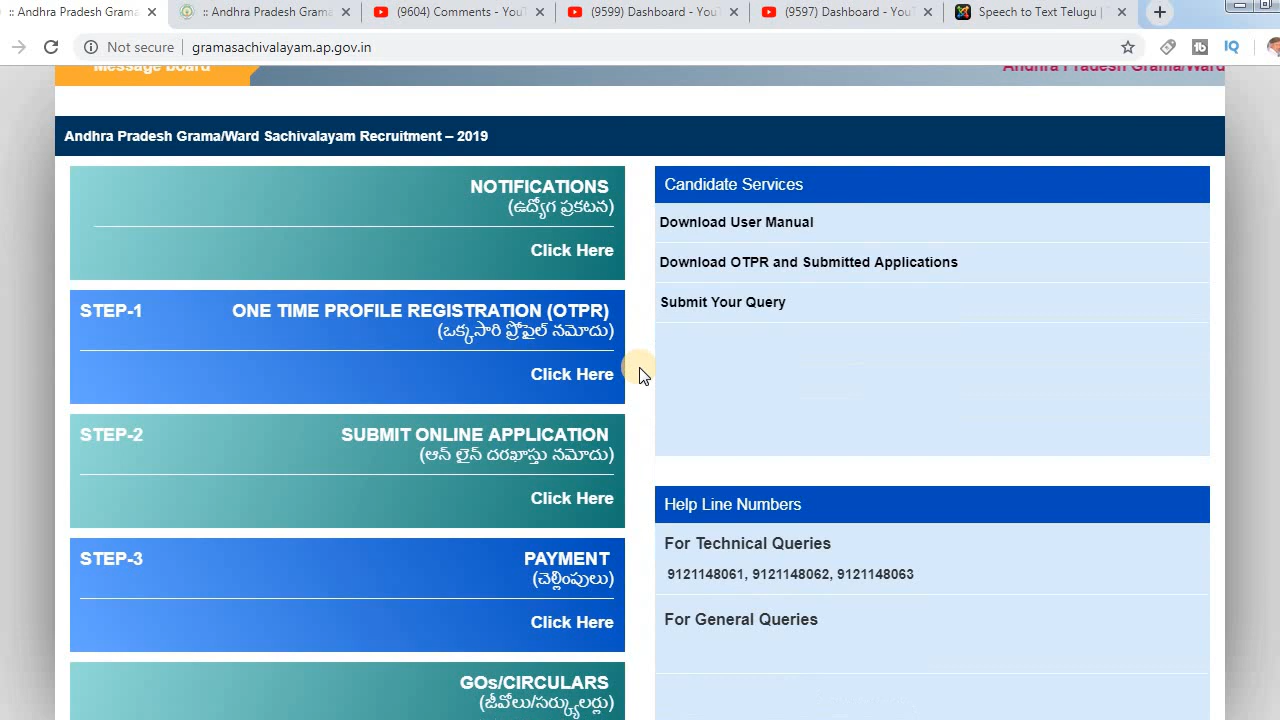 :: Andhra Pradesh Grama
:: Andhra Pradesh Grama
(9604) Comments - YouT
(9599) Dashboard - YouT
(9597) Dashboard - YouT
Speech to Text Telugu |
Not secure
gramasachivalayam.ap.gov.in
Message board
Andhra Pradesh Grama/Ward
Andhra Pradesh Grama/Ward Sachivalayam Recruitment – 2019
NOTIFICATIONS
(ఉద్యోగ ప్రకటన)
Click Here
STEP-1
ONE TIME PROFILE REGISTRATION (OTPR)
(ఒక్కసారి ప్రోఫైల్ నమోదు)
Click Here
STEP-2
SUBMIT ONLINE APPLICATION
(ఆన్ లైన్ దరఖాస్తు నమోదు)
Click Here
STEP-3
PAYMENT
(చెల్లింపులు)
Click Here
GOs/CIRCULARS
(జీవోలు/సర్క్యులర్లు)
Candidate Services
Download User Manual
Download OTPR and Submitted Applications
Submit Your Query
Help Line Numbers
For Technical Queries
9121148061, 9121148062, 9121148063
For General Queries